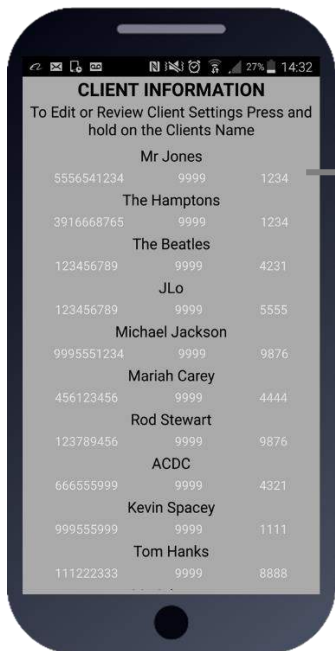 27% 14:32
CLIENT INFORMATION
To Edit or Review Client Settings Press and
hold on the Clients Name
Mr Jones
5556541234 9999 1234
The Hamptons
3916668765 9999 1234
The Beatles
123456789 9999 4231
JLo
123456789 9999 5555
Michael Jackson
9995551234 9999 9876
Mariah Carey
456123456 9999 4444
Rod Stewart
123789456 9999 9876
ACDC
666555999 9999 4321
Kevin Spacey
999555999 9999 1111
Tom Hanks
111222333 9999 8888